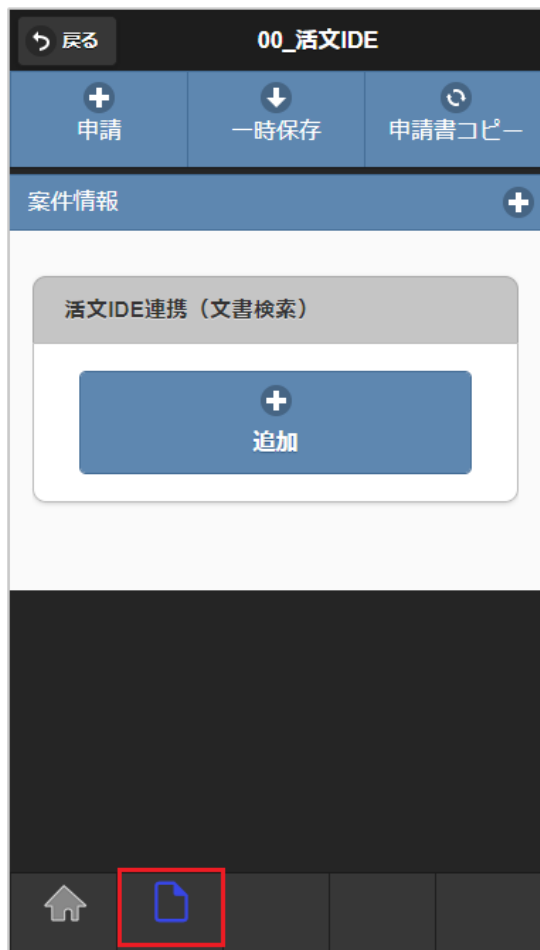 戻る
00_活文IDE
申請
一時保存
申請書コピー
案件情報
活文IDE連携（文書検索）
追加